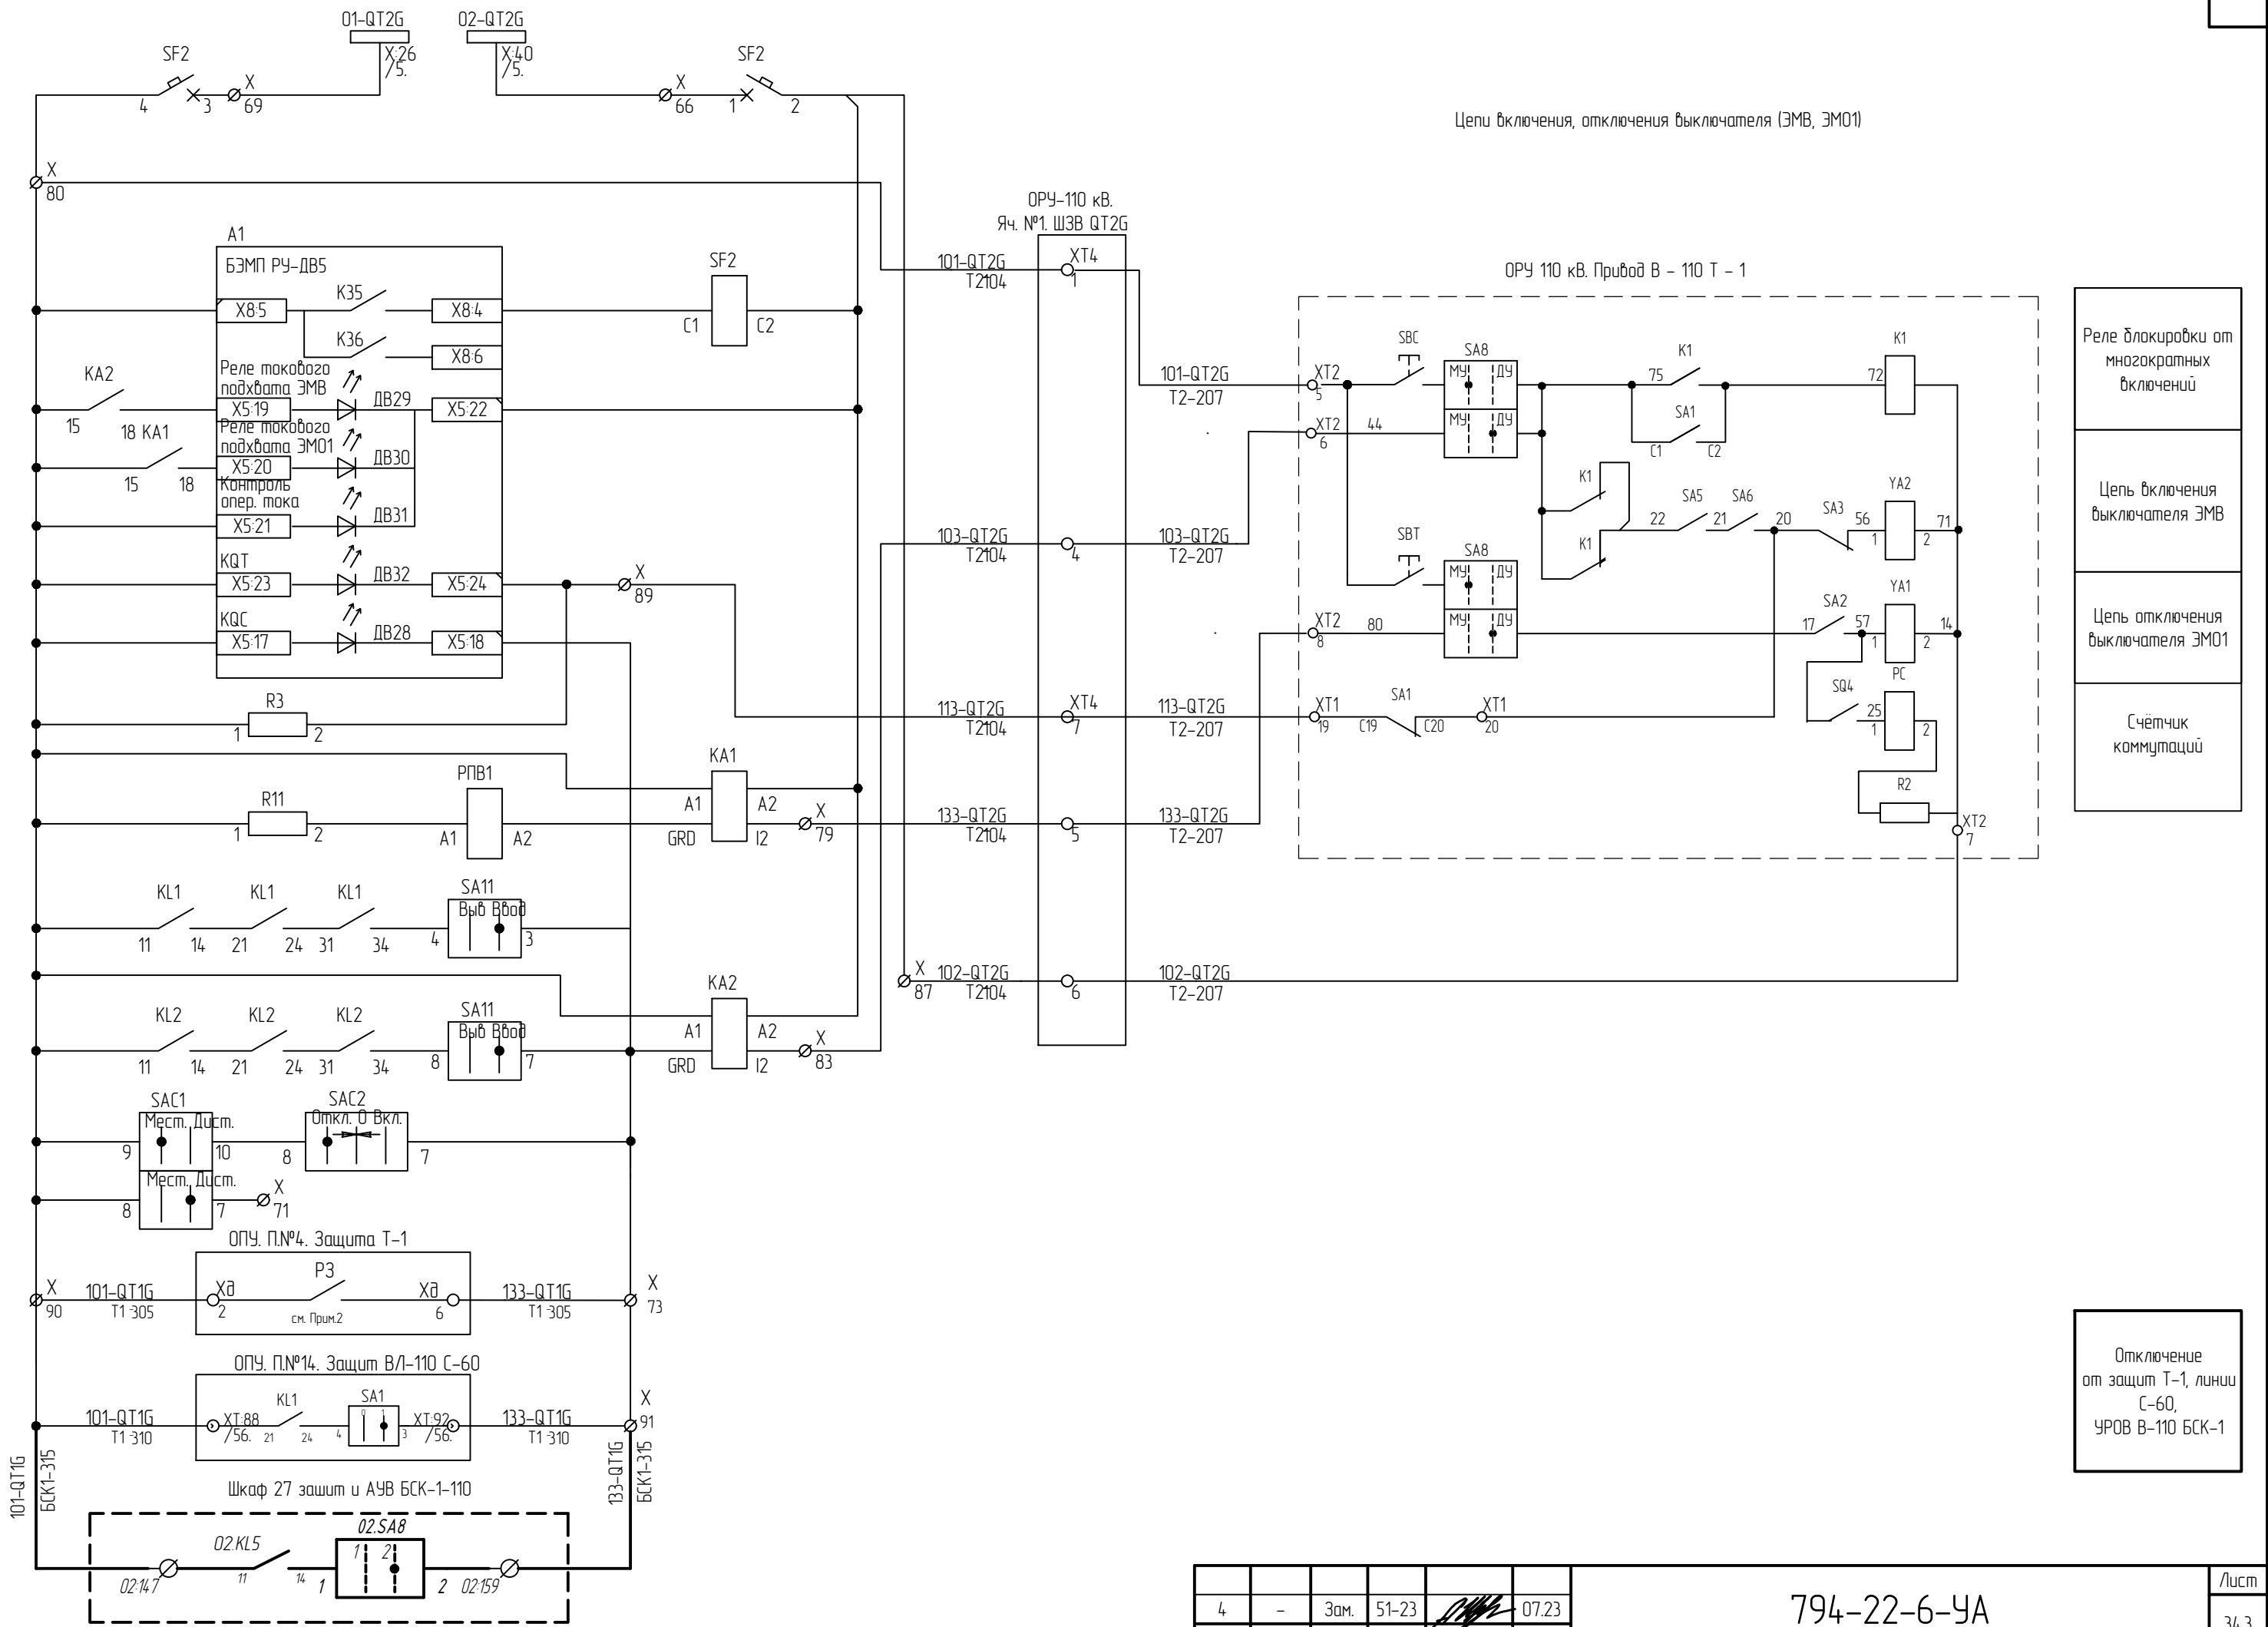 01-QT2G
02-QT2G
X:26
/5.
X:40
/5.
SF2
4
3
X
69
X
66
1
SF2
2
Цепи включения, отключения выключателя (ЭМВ, ЭМО1)
X
80
ОРУ-110 кВ.
Яч. №1. ШЗВ QT2G
A1
БЭМП РУ-ДВ5
X8:5
K35
X8:4
K36
X8:6
SF2
C1
C2
101-QT2G
T2104
XT4
1
ОРУ 110 кВ. Привод В - 110 Т - 1
KA2
15
18
Реле токового
подхвата ЭМВ
X5:19
ДВ29
X5:22
KA1
15
18
Реле токового
подхвата ЭМО1
X5:20
ДВ30
Контроль
опер. тока
X5:21
ДВ31
KQT
X5:23
ДВ32
X5:24
X
89
KQC
X5:17
ДВ28
X5:18
101-QT2G
T2-207
XT2
5
SBC
SA8
МУ
ДУ
МУ
ДУ
75
K1
SA1
C1
C2
72
K1
XT2
6
44
K1
K1
22
SA5
21
SA6
20
SA3
56
1
YA2
2
71
103-QT2G
T2104
4
103-QT2G
T2-207
SBT
SA8
МУ
ДУ
МУ
ДУ
XT2
8
80
17
SA2
57
1
YA1
2
14
SQ4
25
1
PC
2
R2
XT2
7
113-QT2G
T2104
XT4
7
113-QT2G
T2-207
XT1
19
C19
SA1
C20
XT1
20
Реле блокировки от
многократных
включений
Цепь включения
выключателя ЭМВ
Цепь отключения
выключателя ЭМО1
Счётчик
коммутаций
R3
1
2
R11
1
2
РПВ1
A1
A2
KA1
A1
A2
GRD
I2
X
79
133-QT2G
T2104
5
133-QT2G
T2-207
KL1
11
14
KL1
21
24
KL1
31
34
SA11
Выв Ввод
4
3
X
87
102-QT2G
T2104
6
102-QT2G
T2-207
KL2
11
14
KL2
21
24
KL2
31
34
SA11
Выв Ввод
8
7
KA2
A1
A2
GRD
I2
X
83
SAC1
Мест. Дист.
9
10
SAC2
Откл. О Вкл.
8
7
Мест. Дист.
8
7
X
71
ОПУ. П.№4. Защита Т-1
X
90
101-QT1G
T1-305
Xд
2
P3
см. Прим.2
Xд
6
133-QT1G
T1-305
X
73
ОПУ. П.№14. Защит ВЛ-110 С-60
101-QT1G
T1-310
XT:88
/56.
KL1
21
24
SA1
0
1
4
3
XT:92
/56.
133-QT1G
T1-310
X
91
101-QT1G
БСК1-315
133-QT1G
БСК1-315
Шкаф 27 зашит и АУВ БСК-1-110
02:147
02.KL5
11
14
02.SA8
1
2
1
2
02:159
Отключение
от защит Т-1, линии
С-60,
УРОВ В-110 БСК-1
4
-
Зам.
51-23
07.23
794-22-6-УА
Лист
34.3